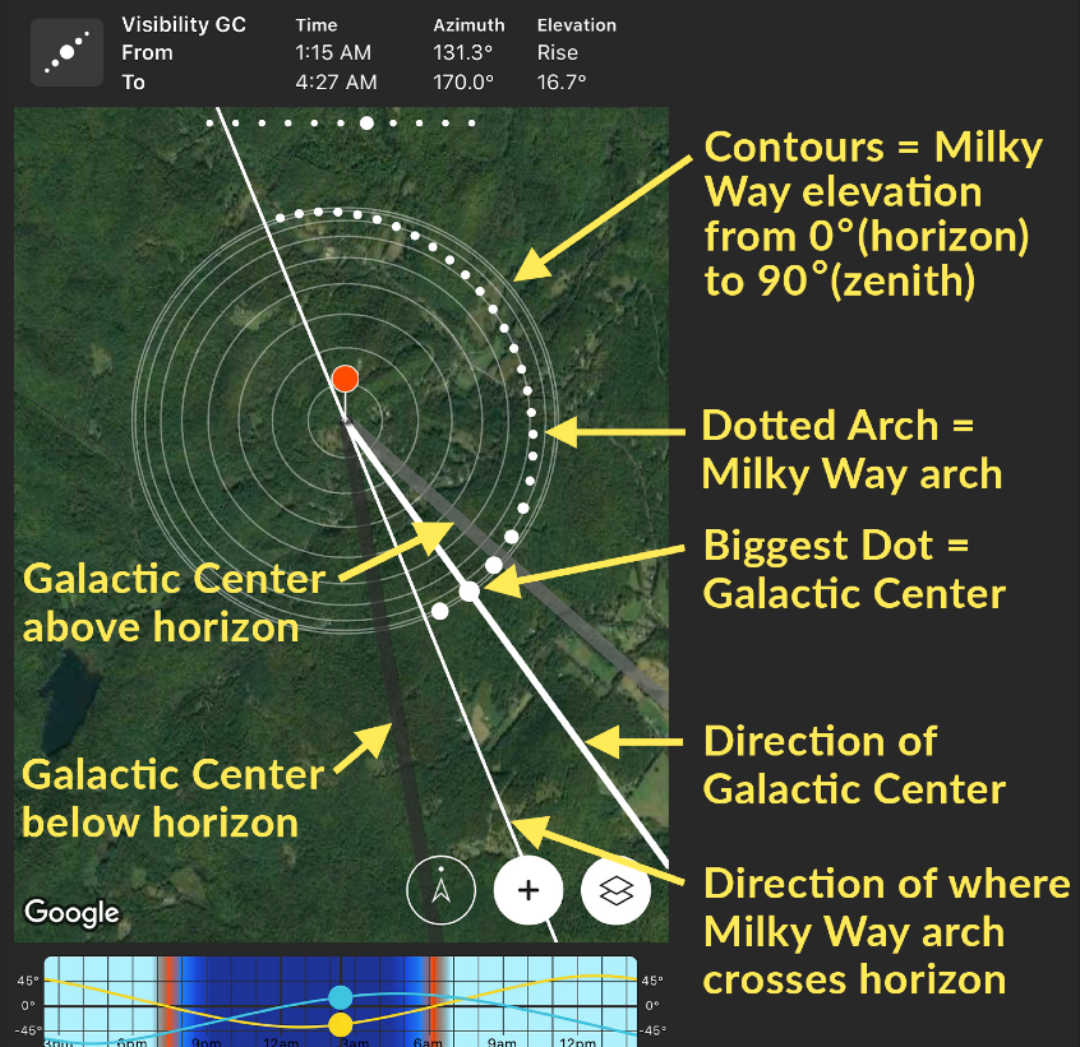 Visibility GC Time Azimuth Elevation
From 1:15 AM 131.3° Rise
To 4:27 AM 170.0° 16.7°
Contours = Milky
Way elevation
from 0°(horizon)
to 90°(zenith)
Dotted Arch =
Milky Way arch
Biggest Dot =
Galactic Center
Galactic Center
above horizon
Direction of
Galactic Center
Galactic Center
below horizon
Direction of where
Milky Way arch
crosses horizon
Google
45° 45°
0° 0°
-45° -45°
3pm 6pm 9pm 12am 3am 6am 9am 12pm